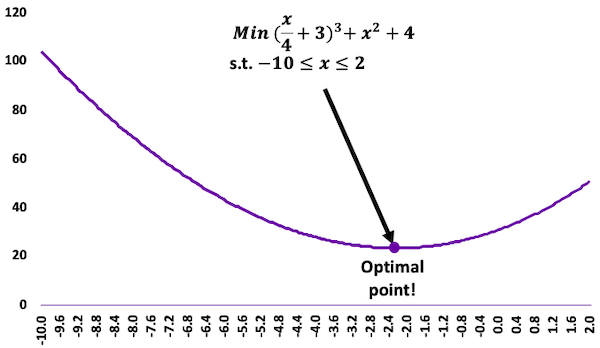 Min (x/4 + 3)³ + x² + 4
s.t. −10 ≤ x ≤ 2
120
100
80
60
40
20
0
Optimal
point!
-10.0 -9.6 -9.2 -8.8 -8.4 -8.0 -7.6 -7.2 -6.8 -6.4 -6.0 -5.6 -5.2 -4.8 -4.4 -4.0 -3.6 -3.2 -2.8 -2.4 -2.0 -1.6 -1.2 -0.8 -0.4 0.0 0.4 0.8 1.2 1.6 2.0